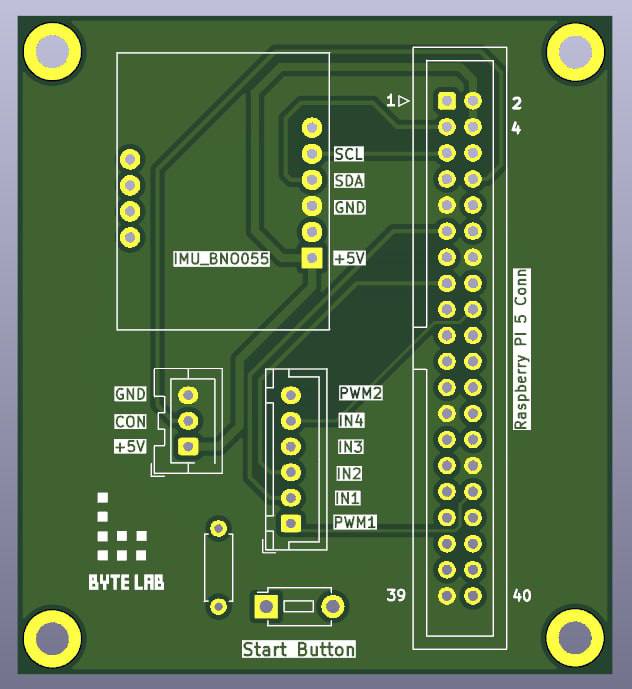 1 2
4
SCL
SDA
GND
IMU_BNO055 +5V
Raspberry PI 5 Conn
GND
CON
+5V
PWM2
IN4
IN3
IN2
IN1
PWM1
BYTE LAB
39 40
Start Button